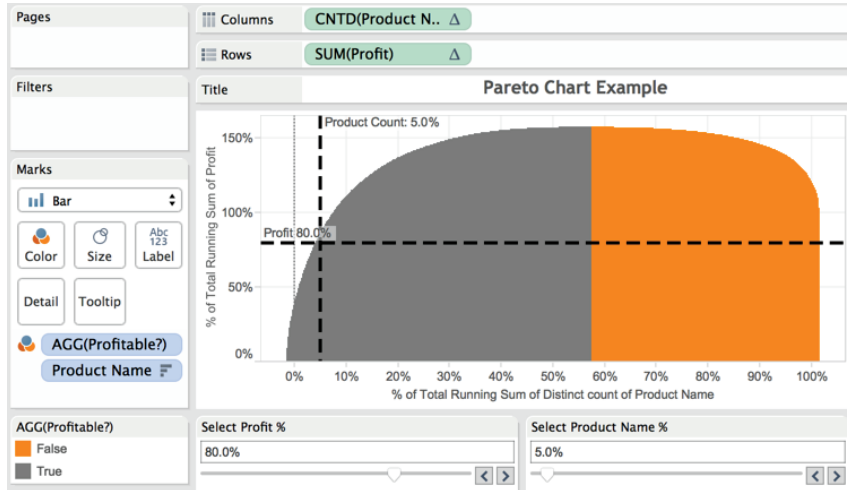 Pages
Columns
CNTD(Product N.. Δ
Rows
SUM(Profit) Δ
Filters
Title
Pareto Chart Example
Marks
Bar
Color
Size
Abc
123
Label
Detail
Tooltip
AGG(Profitable?)
Product Name
% of Total Running Sum of Profit
150%
100%
50%
0%
Product Count: 5.0%
Profit 80.0%
0% 10% 20% 30% 40% 50% 60% 70% 80% 90% 100%
% of Total Running Sum of Distinct count of Product Name
AGG(Profitable?)
False
True
Select Profit %
80.0%
Select Product Name %
5.0%